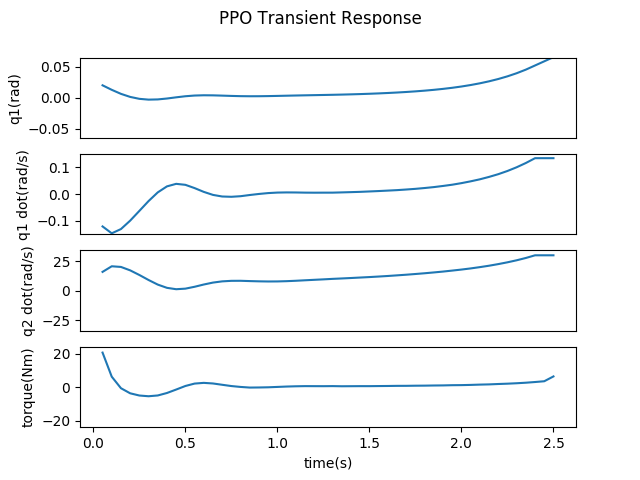 PPO Transient Response
q1(rad)
0.05
0.00
−0.05
q1 dot(rad/s)
0.1
0.0
−0.1
q2 dot(rad/s)
25
0
−25
torque(Nm)
20
0
−20
0.0 0.5 1.0 1.5 2.0 2.5
time(s)